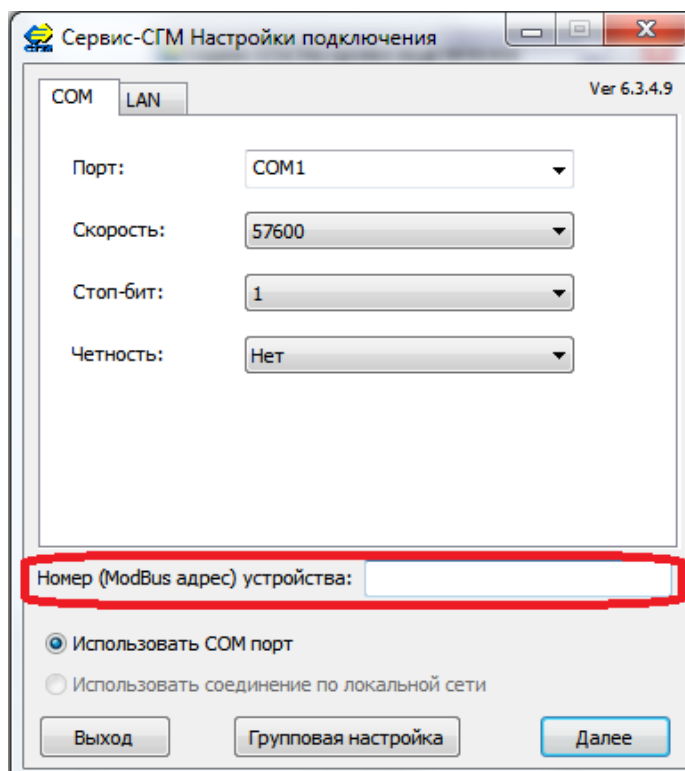 Сервис-СГМ Настройки подключения
COM
LAN
Ver 6.3.4.9
Порт:
COM1
Скорость:
57600
Стоп-бит:
1
Четность:
Нет
Номер (ModBus адрес) устройства:
Использовать COM порт
Использовать соединение по локальной сети
Выход
Групповая настройка
Далее